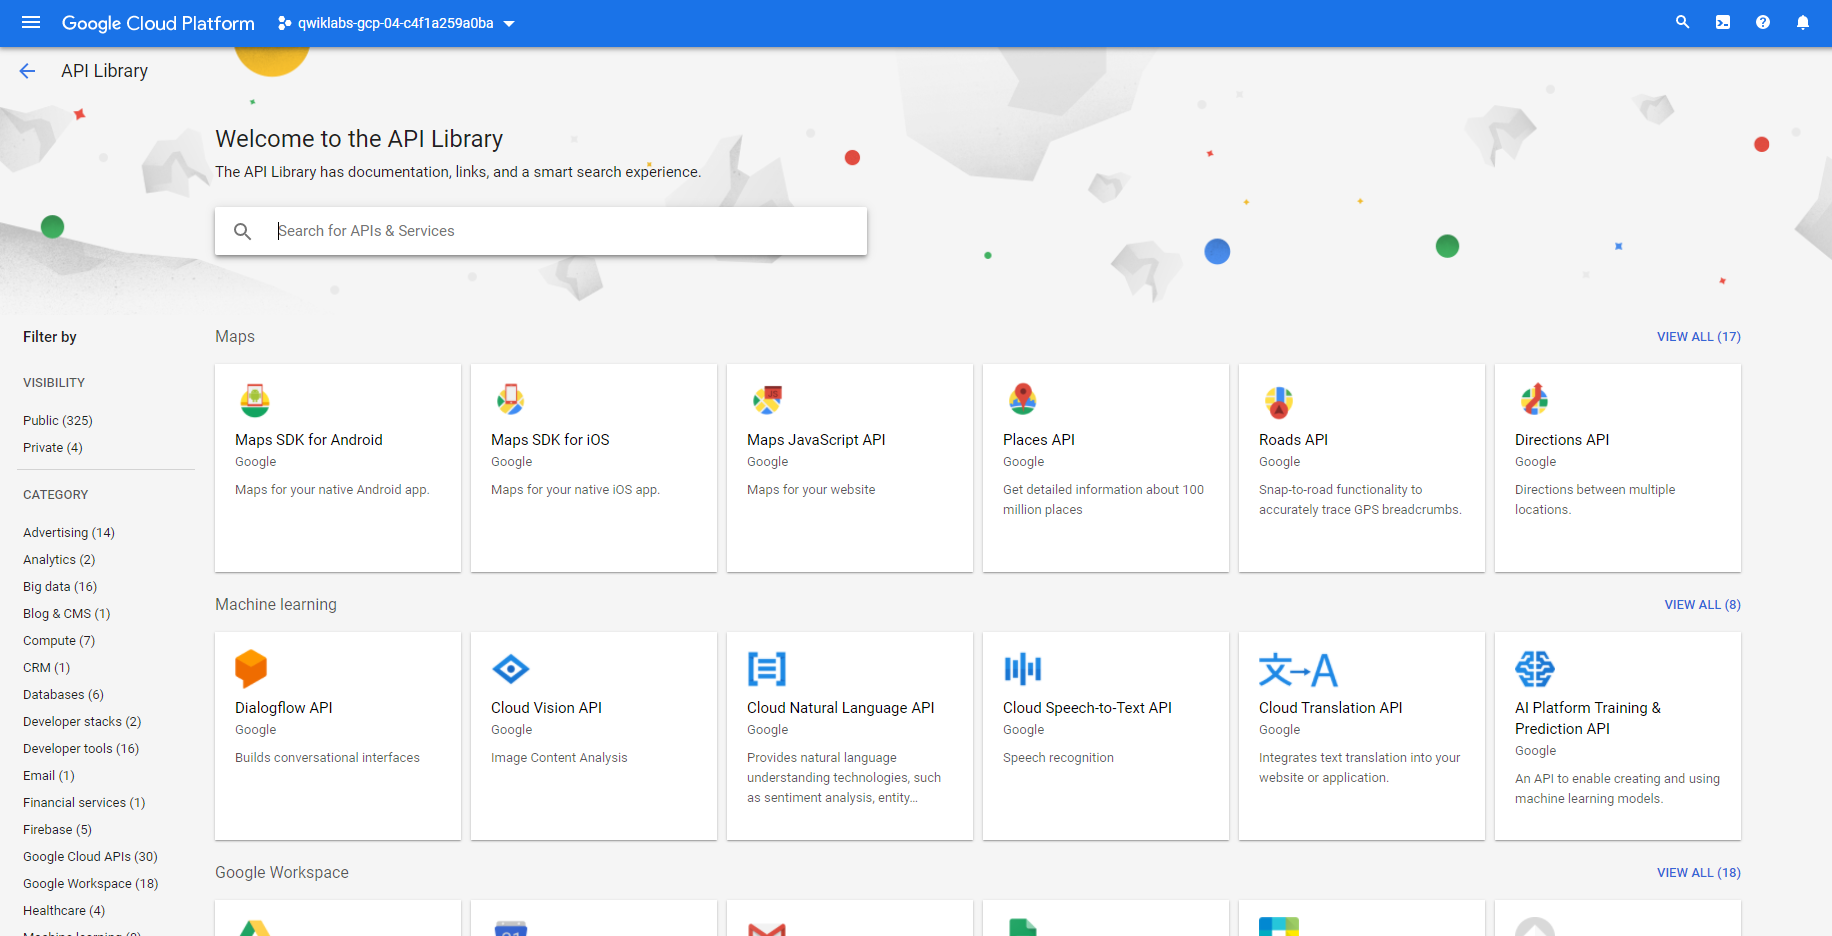 Google Cloud Platform
qwiklabs-gcp-04-c4f1a259a0ba
API Library
Welcome to the API Library
The API Library has documentation, links, and a smart search experience.
Search for APIs & Services
Filter by
VISIBILITY
Public (325)
Private (4)
CATEGORY
Advertising (14)
Analytics (2)
Big data (16)
Blog & CMS (1)
Compute (7)
CRM (1)
Databases (6)
Developer stacks (2)
Developer tools (16)
Email (1)
Financial services (1)
Firebase (5)
Google Cloud APIs (30)
Google Workspace (18)
Healthcare (4)
Maps
VIEW ALL (17)
Maps SDK for Android
Google
Maps for your native Android app.
Maps SDK for iOS
Google
Maps for your native iOS app.
JS
Maps JavaScript API
Google
Maps for your website
Places API
Google
Get detailed information about 100
million places
Roads API
Google
Snap-to-road functionality to
accurately trace GPS breadcrumbs.
Directions API
Google
Directions between multiple
locations.
Machine learning
VIEW ALL (8)
Dialogflow API
Google
Builds conversational interfaces
Cloud Vision API
Google
Image Content Analysis
Cloud Natural Language API
Google
Provides natural language
understanding technologies, such
as sentiment analysis, entity...
Cloud Speech-to-Text API
Google
Speech recognition
文→A
Cloud Translation API
Google
Integrates text translation into your
website or application.
AI Platform Training &
Prediction API
Google
An API to enable creating and using
machine learning models.
Google Workspace
VIEW ALL (18)